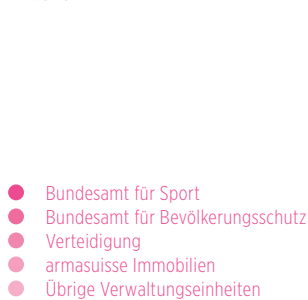 Bundesamt für Sport
Bundesamt für Bevölkerungsschutz
Verteidigung
armasuisse Immobilien
Übrige Verwaltungseinheiten